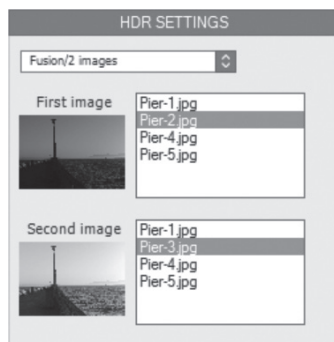 HDR SETTINGS
Fusion/2 images
First image
Pier-1.jpg
Pier-2.jpg
Pier-4.jpg
Pier-5.jpg
Second image
Pier-1.jpg
Pier-3.jpg
Pier-4.jpg
Pier-5.jpg